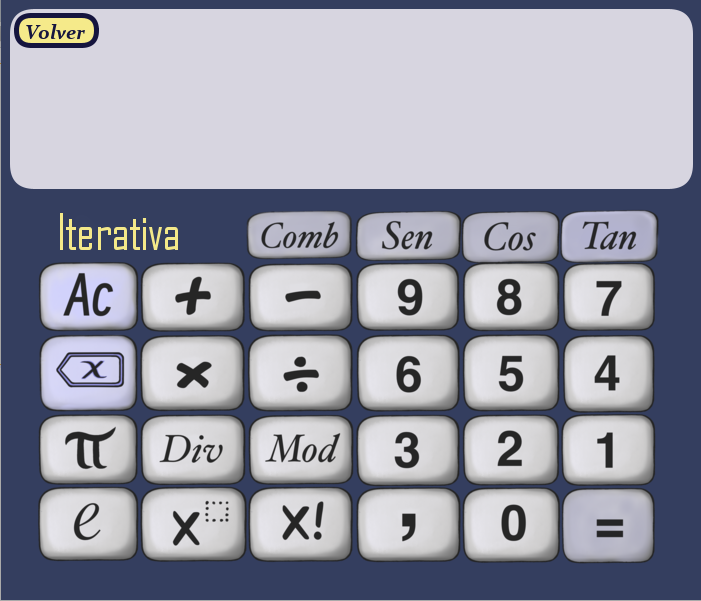 Volver
Iterativa Comb Sen Cos Tan
Ac + − 9 8 7
x × ÷ 6 5 4
π Div Mod 3 2 1
e x x! , 0 =